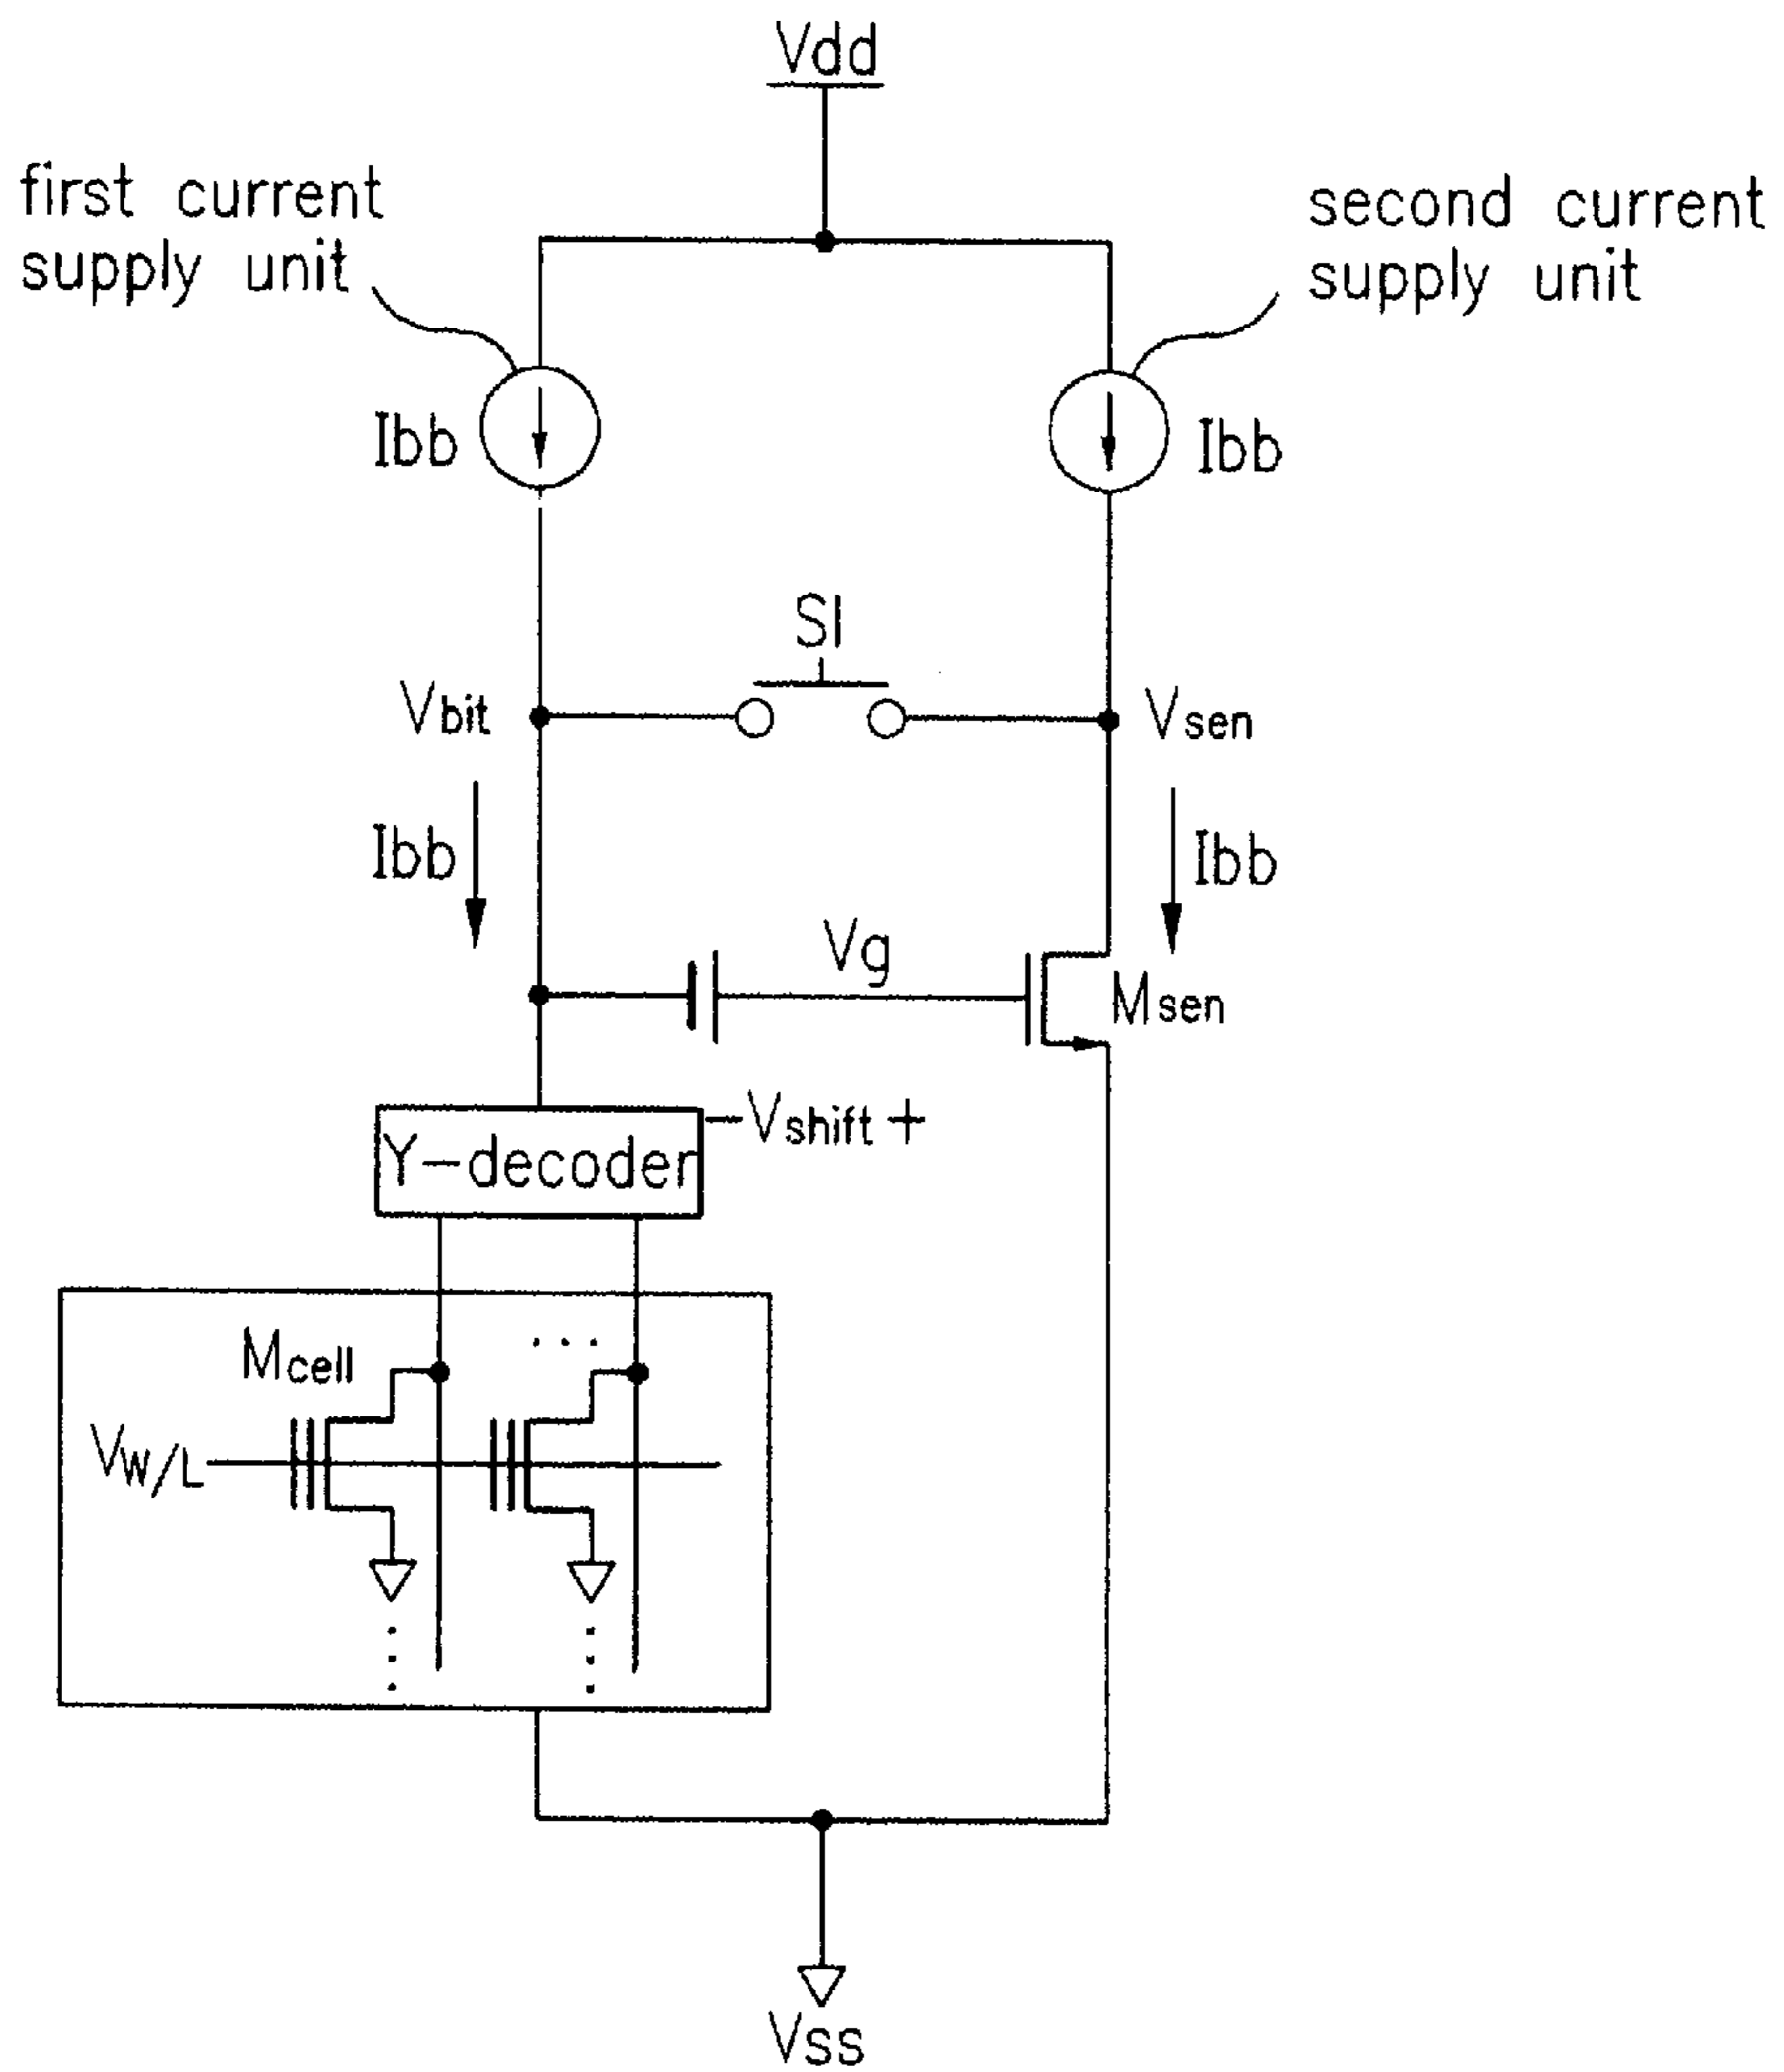 Vdd
first current
supply unit
second current
supply unit
Ibb
Ibb
SI
Vbit
Vsen
Ibb
Ibb
Vg
Msen
−Vshift +
Y−decoder
Mcell
...
VW/L
Vss